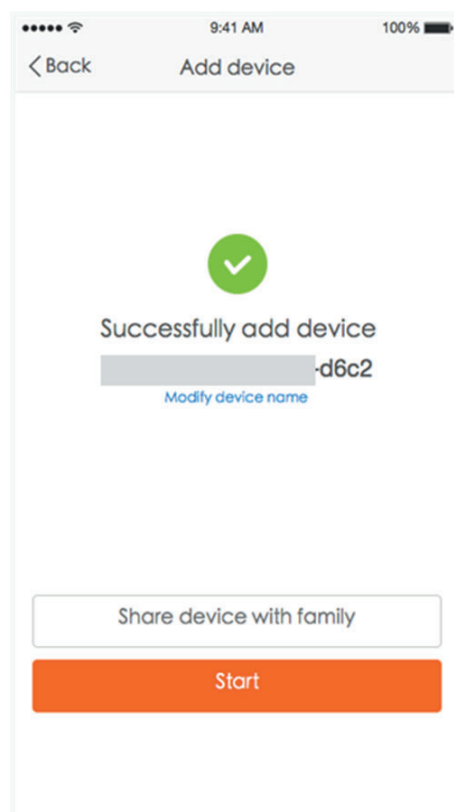 9:41 AM
100%
Back
Add device
Successfully add device
-d6c2
Modify device name
Share device with family
Start